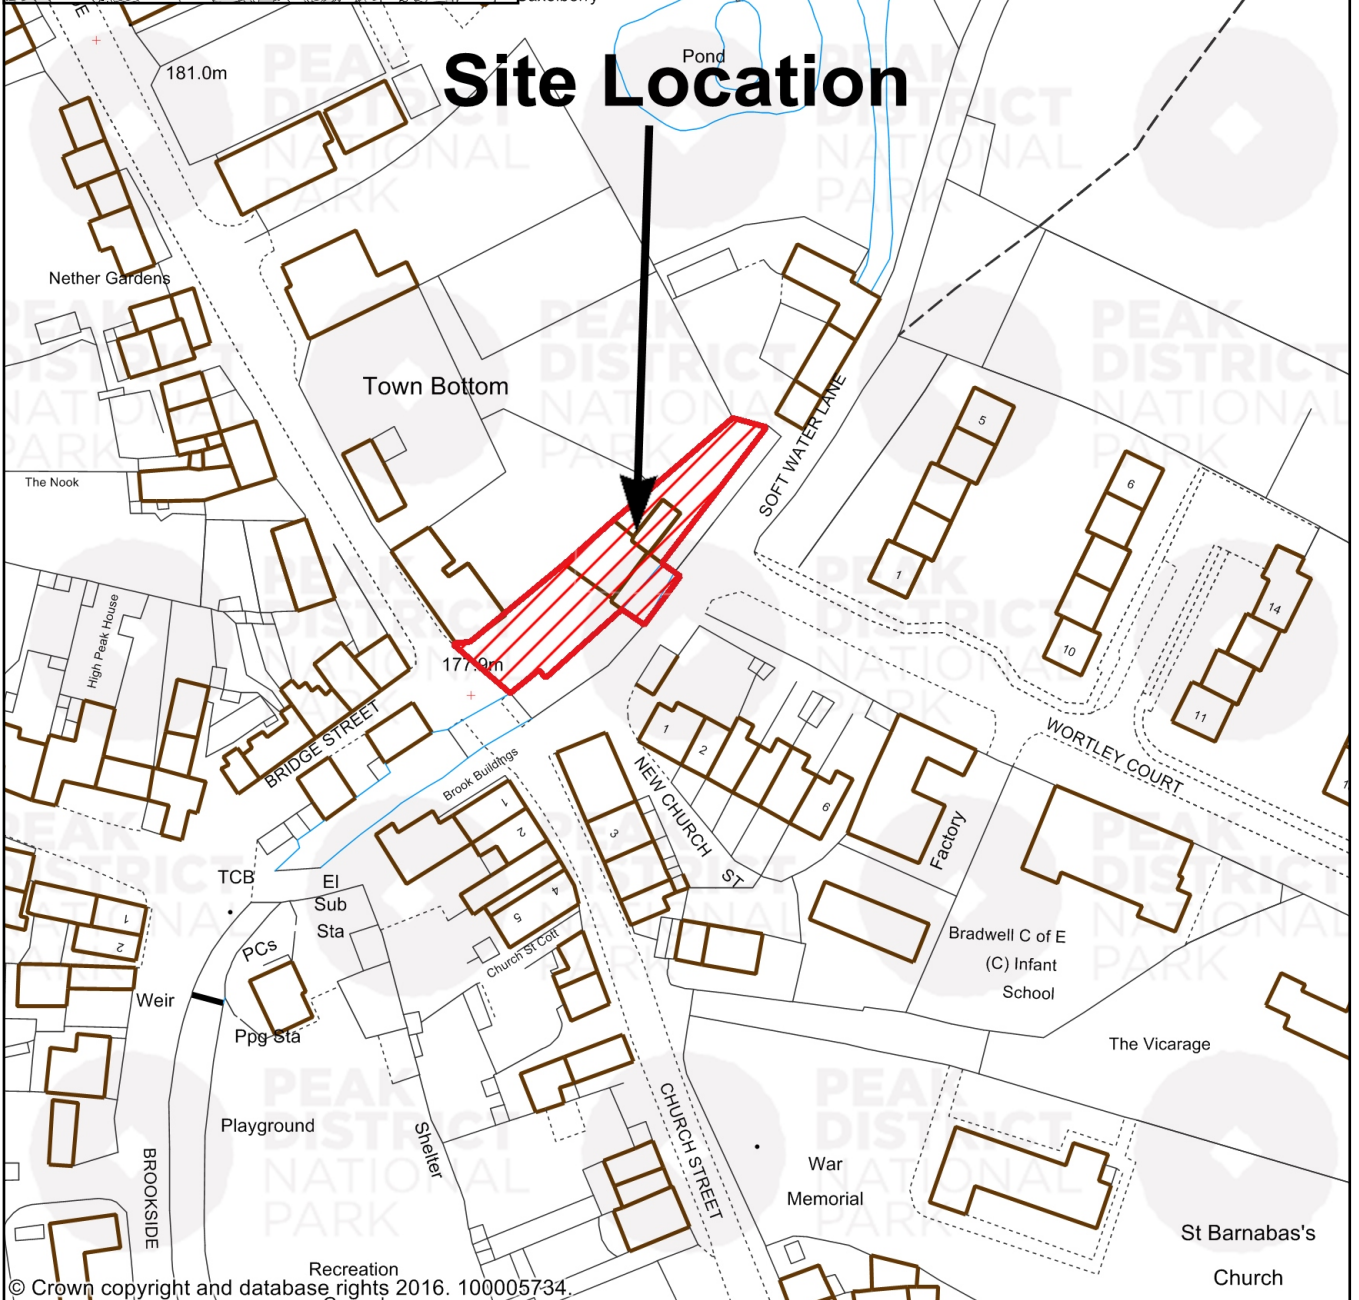 Pond
Site Location
181.0m
Nether Gardens
Town Bottom
The Nook
SOFT WATER LANE
5
1
6
10
14
11
High Peak House
177.9m
BRIDGE STREET
Brook Buildings
1
2
4
5
Church St Cott
NEW CHURCH
ST
1
2
6
3
Factory
WORTLEY COURT
TCB
El
Sub
Sta
PCs
1
2
Weir
Ppg Sta
Bradwell C of E
(C) Infant
School
The Vicarage
Playground
Shelter
BROOKSIDE
CHURCH STREET
War
Memorial
St Barnabas's
Church
Recreation
© Crown copyright and database rights 2016. 100005734.
PEAK
DISTRICT
NATIONAL
PARK